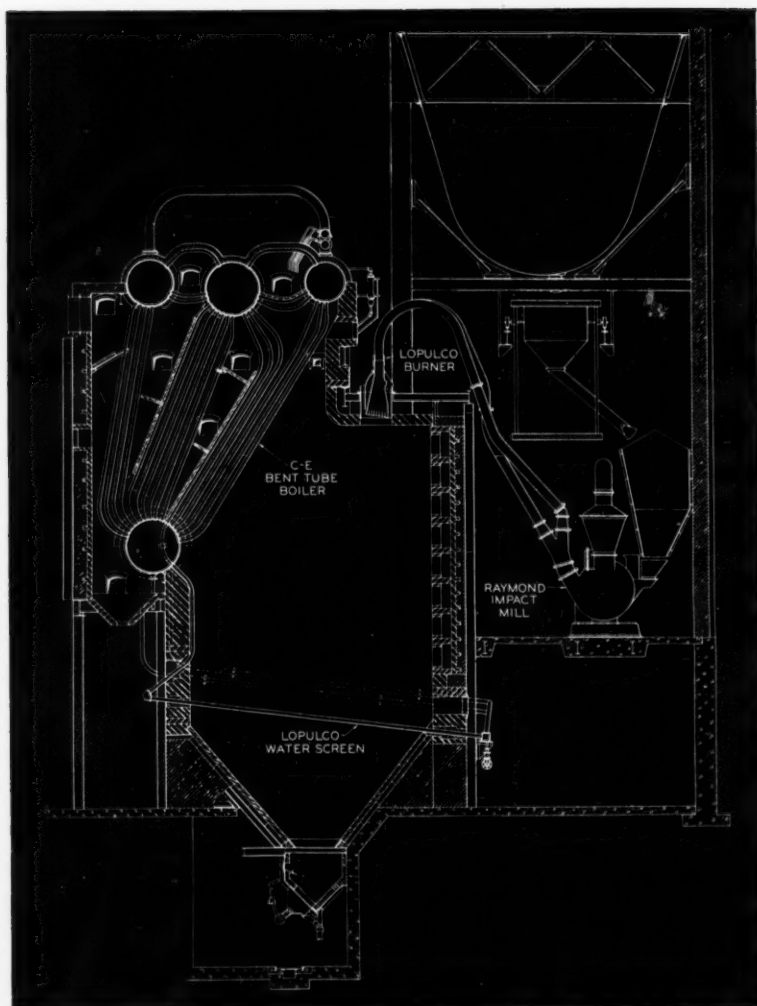 LOPULCO
BURNER
C-E
BENT TUBE
BOILER
RAYMOND
IMPACT
MILL
LOPULCO
WATER SCREEN